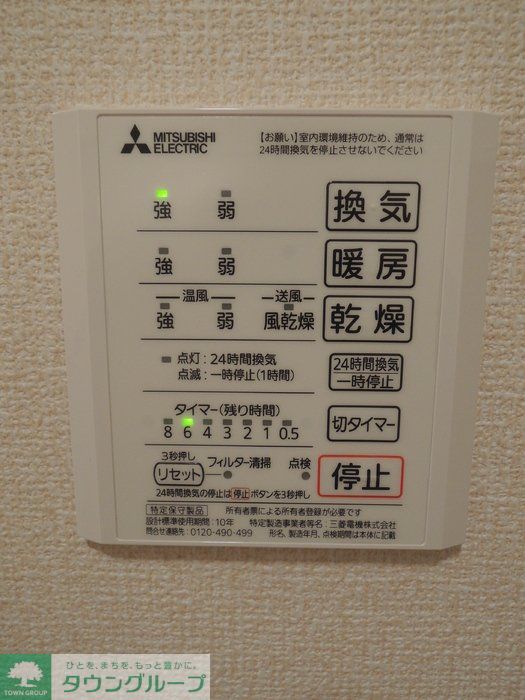 MITSUBISHI
ELECTRIC
【お願い】室内環境維持のため、通常は
24時間換気を停止させないでください
強 弱 換気
強 弱 暖房
温風 送風
強 弱 風乾燥 乾燥
点灯：24時間換気
点滅：一時停止(1時間)
24時間換気
一時停止
タイマー(残り時間)
8 6 4 3 2 1 0.5
切タイマー
3秒押し
リセット フィルター清掃 点検
停止
24時間換気の停止は停止ボタンを3秒押し
特定保守製品 所有者票による所有者登録が必要です
設計標準使用期間：10年 特定製造事業者等名：三菱電機株式会社
問合せ連絡先：0120-490-499 形名、製造年月、点検期間は本体に記載
ひとを、まちを、もっと豊かに。
タウングループ
TOWN GROUP